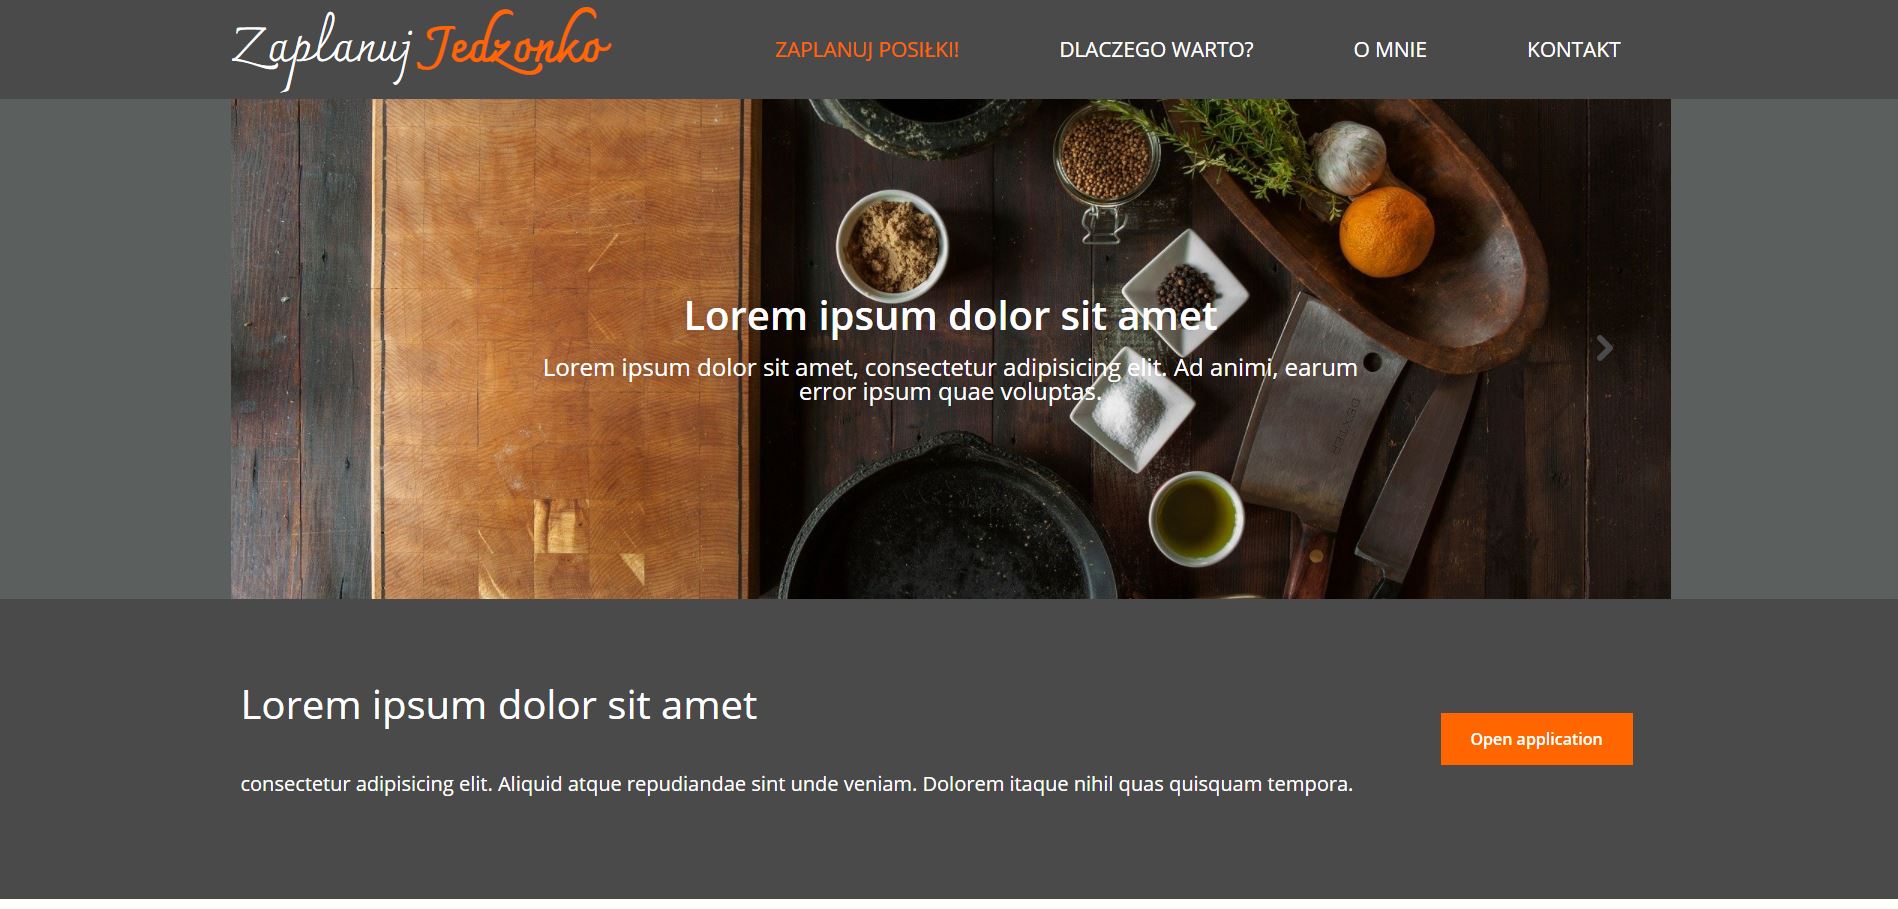 Zaplanuj Jedzonko
ZAPLANUJ POSIŁKI!
DLACZEGO WARTO?
O MNIE
KONTAKT
Lorem ipsum dolor sit amet
Lorem ipsum dolor sit amet, consectetur adipisicing elit. Ad animi, earum
error ipsum quae voluptas.
DEXTER
Lorem ipsum dolor sit amet
Open application
consectetur adipisicing elit. Aliquid atque repudiandae sint unde veniam. Dolorem itaque nihil quas quisquam tempora.